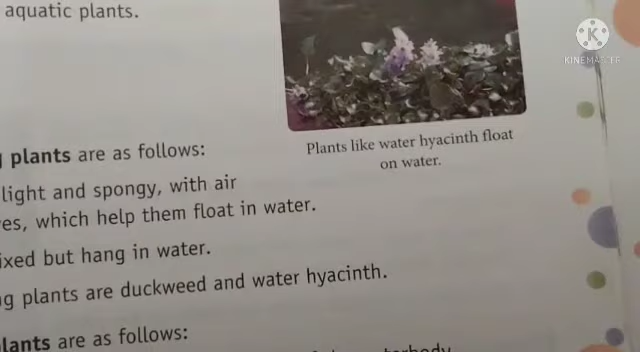 aquatic plants.
KINEMASTER
Plants like water hyacinth float
on water.
plants are as follows:
light and spongy, with air
es, which help them float in water.
ixed but hang in water.
g plants are duckweed and water hyacinth.
lants are as follows: